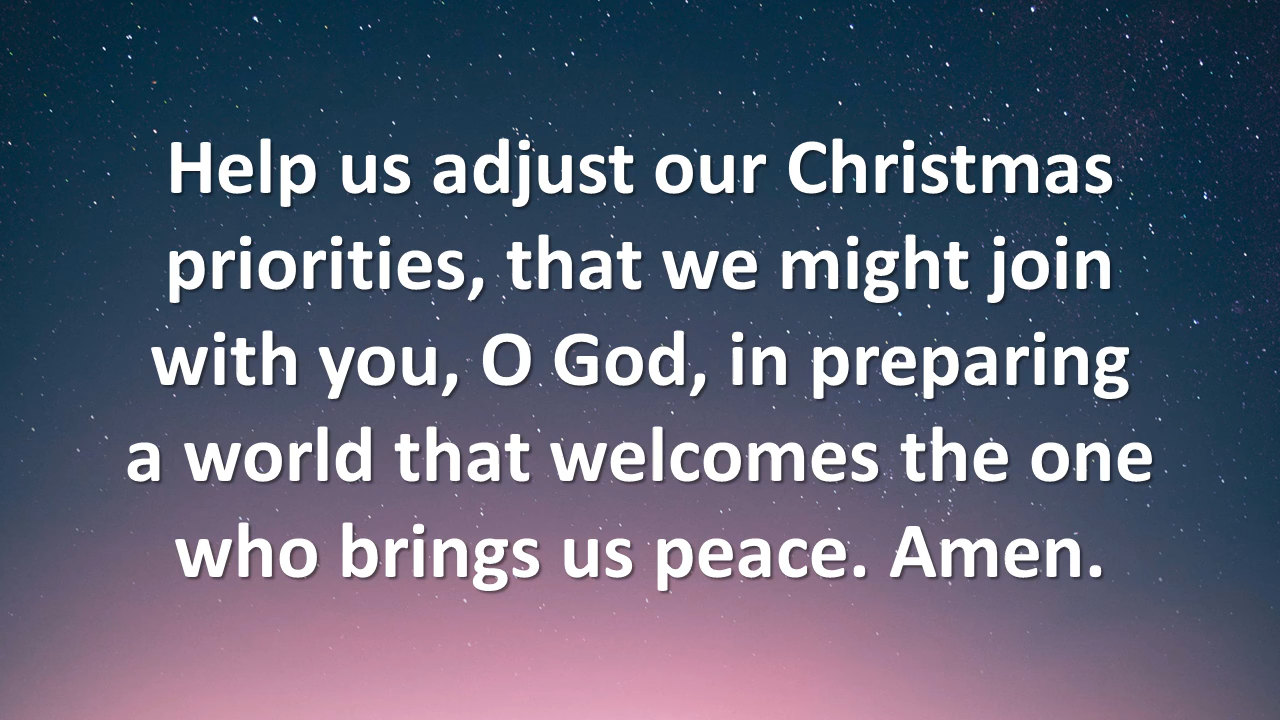 Help us adjust our Christmas
priorities, that we might join
with you, O God, in preparing
a world that welcomes the one
who brings us peace. Amen.